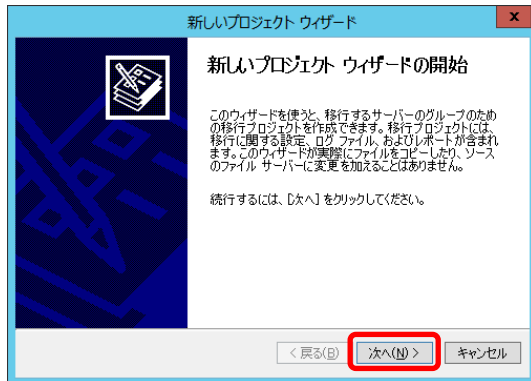 新しいプロジェクト ウィザード
x
新しいプロジェクト ウィザードの開始
このウィザードを使うと、移行するサーバーのグループのため
の移行プロジェクトを作成できます。移行プロジェクトには、
移行に関する設定、ログ ファイル、およびレポートが含まれ
ます。このウィザードが実際にファイルをコピーしたり、ソース
のファイル サーバーに変更を加えることはありません。
続行するには、[次へ] をクリックしてください。
< 戻る(B)
次へ(N) >
キャンセル